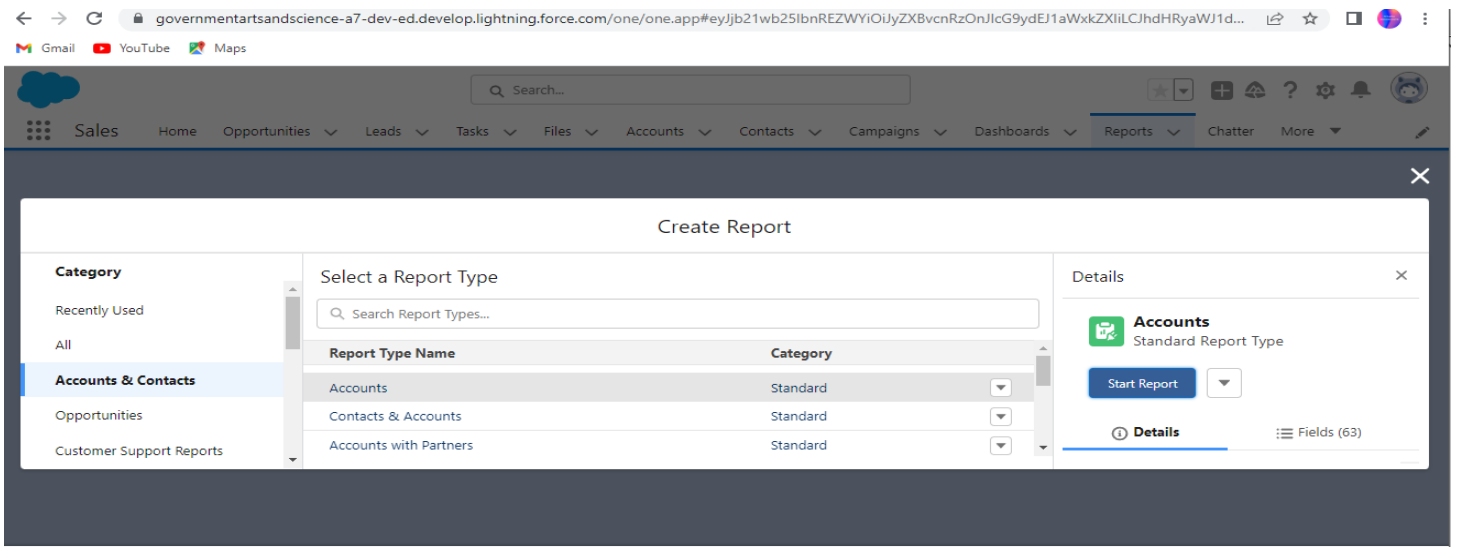 governmentartsandscience-a7-dev-ed.develop.lightning.force.com/one/one.app#eyJjb21wb25lbnREZWYiOiJyZXBvcnRzOnJlcG9ydEJ1aWxkZXIiLCJhdHRyaWJ1d...
Gmail YouTube Maps
Search...
Sales Home Opportunities Leads Tasks Files Accounts Contacts Campaigns Dashboards Reports Chatter More
Create Report
Category
Recently Used
All
Accounts & Contacts
Opportunities
Customer Support Reports
Select a Report Type
Search Report Types...
Report Type Name Category
Accounts Standard
Contacts & Accounts Standard
Accounts with Partners Standard
Details
Accounts
Standard Report Type
Start Report
Details Fields (63)